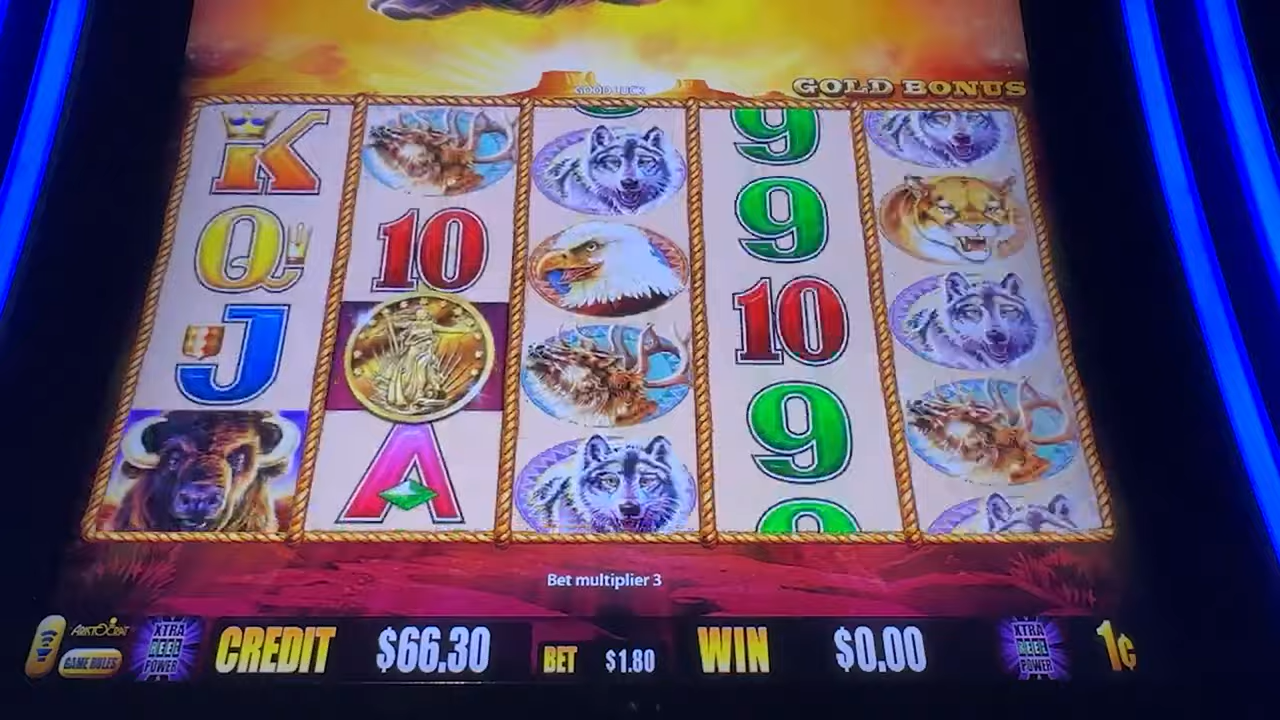 GOOD LUCK
GOLD BONUS
K
9
Q
10
9
J
10
A
9
9
Bet multiplier 3
ARISTOCRAT
GAME RULES
XTRA REEL POWER
CREDIT $66.30
BET $1.80
WIN $0.00
XTRA REEL POWER
1¢